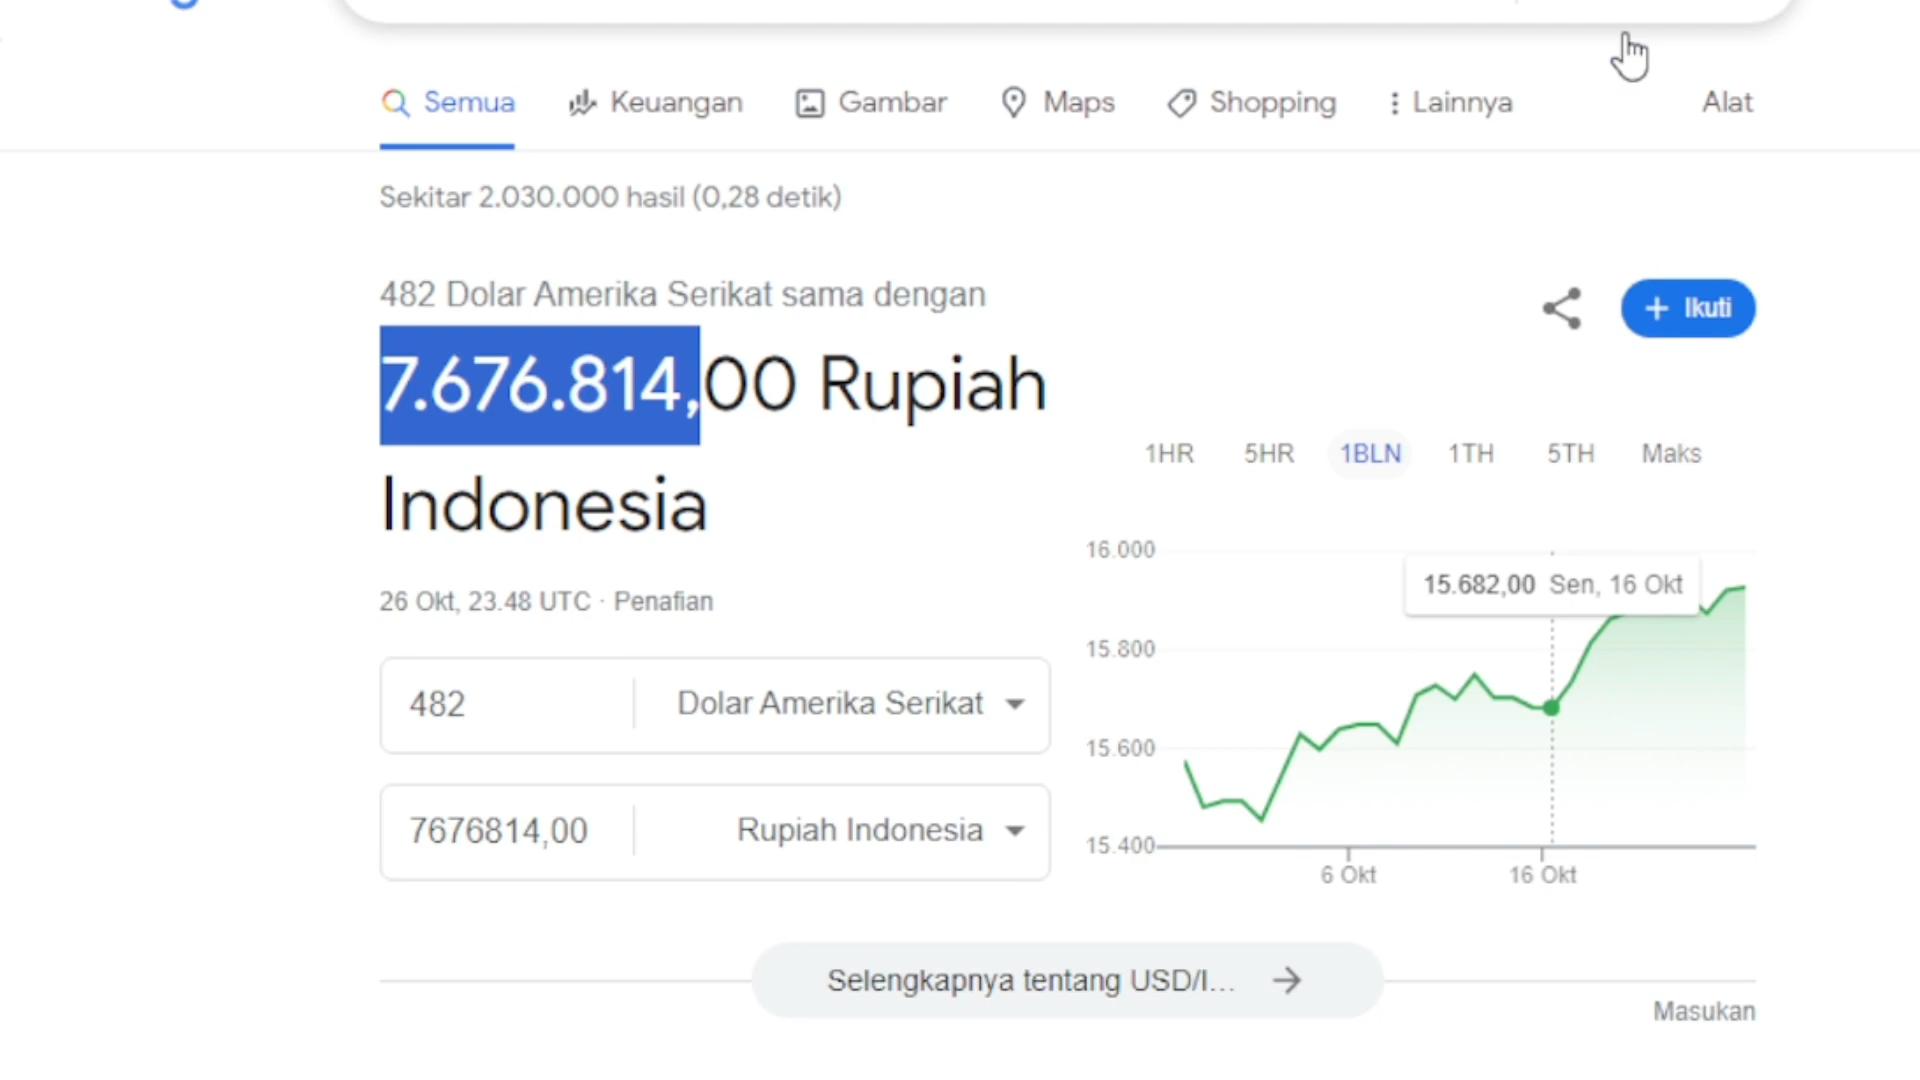 Semua
Keuangan
Gambar
Maps
Shopping
Lainnya
Alat
Sekitar 2.030.000 hasil (0,28 detik)
482 Dolar Amerika Serikat sama dengan
7.676.814,00 Rupiah
Indonesia
26 Okt, 23.48 UTC · Penafian
482
Dolar Amerika Serikat
7676814,00
Rupiah Indonesia
+ Ikuti
1HR 5HR 1BLN 1TH 5TH Maks
16.000
15.682,00 Sen, 16 Okt
15.800
15.600
15.400
6 Okt 16 Okt
Selengkapnya tentang USD/I...
Masukan